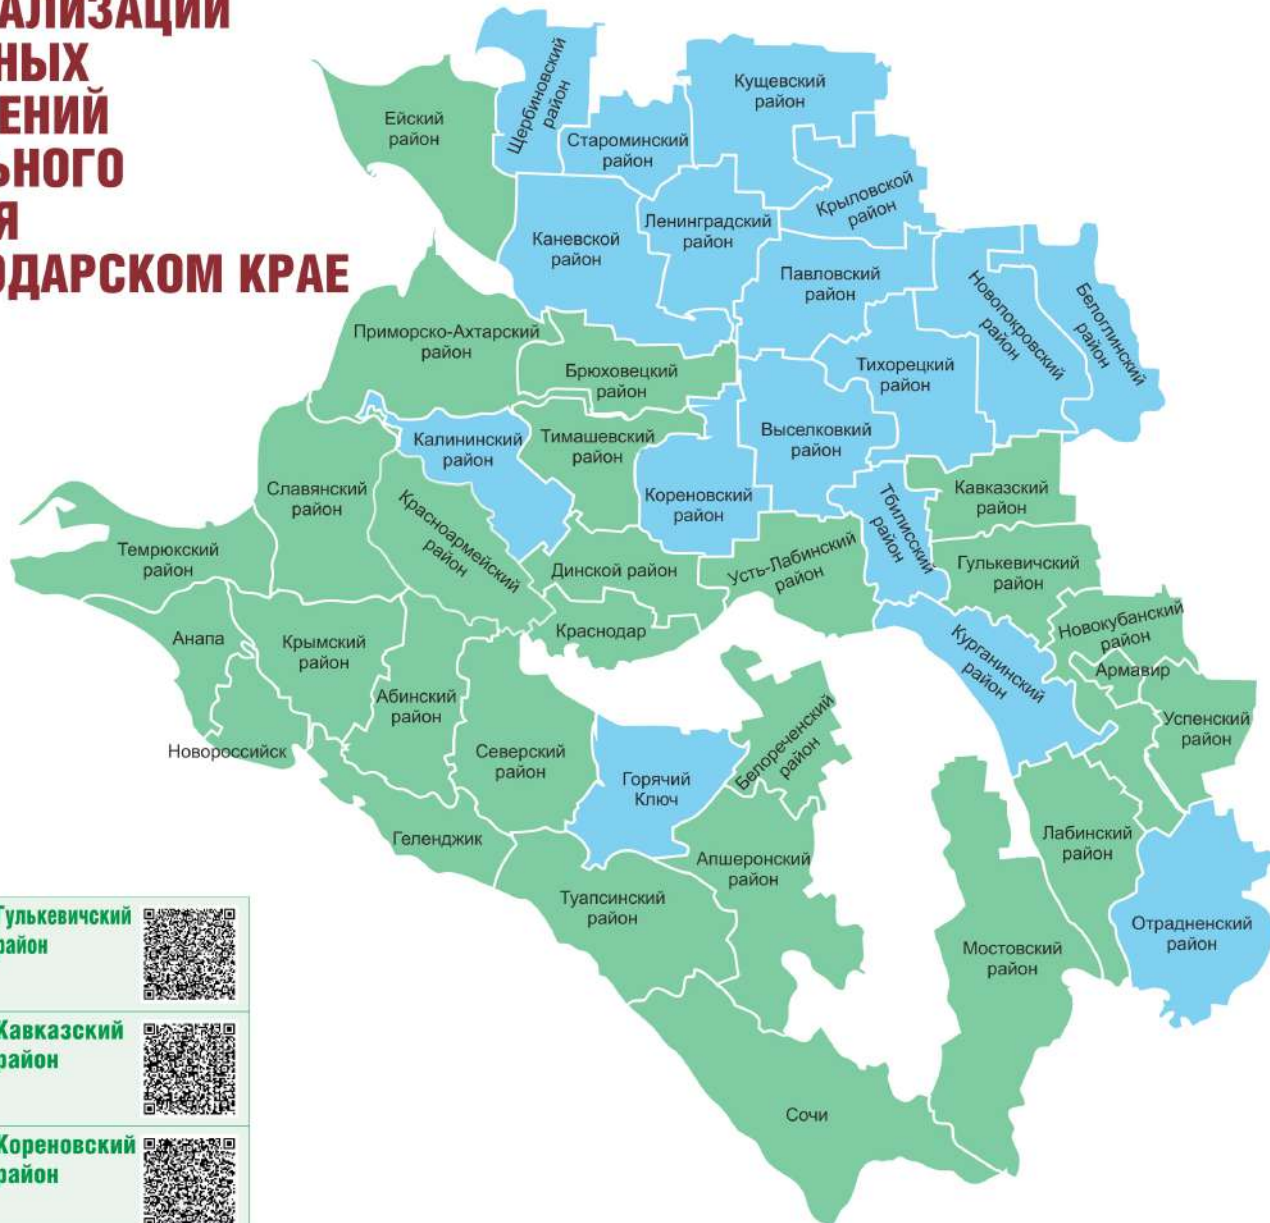 АЛИЗАЦИИ
НЫХ
ЕНИЙ
ЬНОГО
Я
ОДАРСКОМ КРАЕ
Ейский
район
Щербиновский
район
Староминский
район
Кущевский
район
Крыловской
район
Ленинградский
район
Каневской
район
Павловский
район
Новопокровский
район
Белоглинский
район
Приморско-Ахтарский
район
Брюховецкий
район
Тихорецкий
район
Калининский
район
Тимашевский
район
Выселковкий
район
Кореновский
район
Тбилисский
район
Кавказский
район
Славянский
район
Красноармейский
район
Темрюкский
район
Динской район
Усть-Лабинский
район
Гулькевичский
район
Анапа
Крымский
район
Краснодар
Новокубанский
район
Курганинский
район
Армавир
Абинский
район
Новороссийск
Северский
район
Горячий
Ключ
Белореченский
район
Успенский
район
Геленджик
Апшеронский
район
Лабинский
район
Туапсинский
район
Мостовский
район
Отрадненский
район
Сочи
Гулькевичский
район
Кавказский
район
Кореновский
район